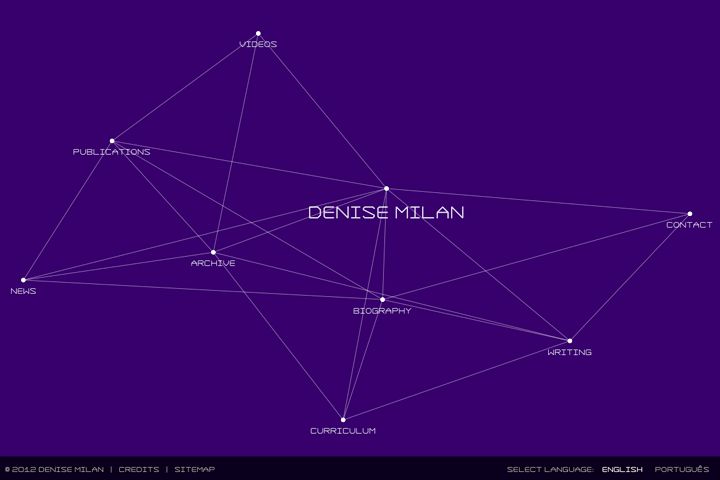 VIDEOS
PUBLICATIONS
DENISE MILAN
CONTACT
ARCHIVE
NEWS
BIOGRAPHY
WRITING
CURRICULUM
© 2012 DENISE MILAN | CREDITS | SITEMAP
SELECT LANGUAGE: ENGLISH PORTUGUÊS